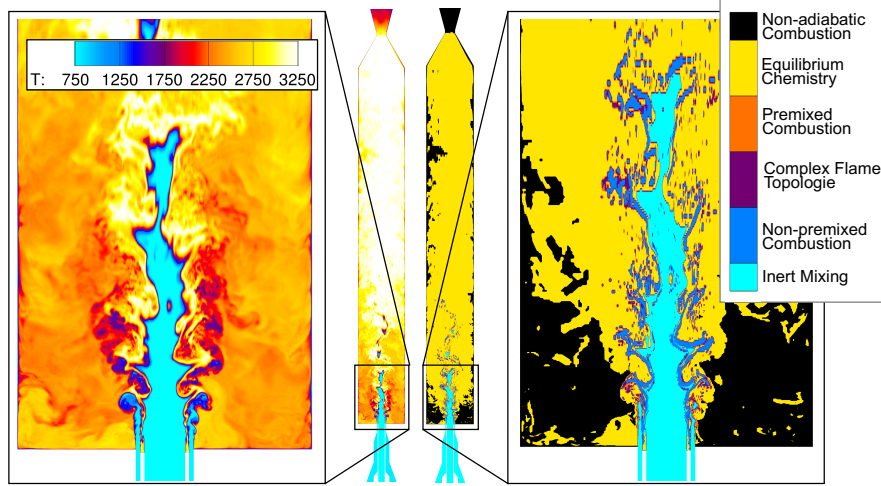 T:
750 1250 1750 2250 2750 3250
Non-adiabatic
Combustion
Equilibrium
Chemistry
Premixed
Combustion
Complex Flame
Topologie
Non-premixed
Combustion
Inert Mixing